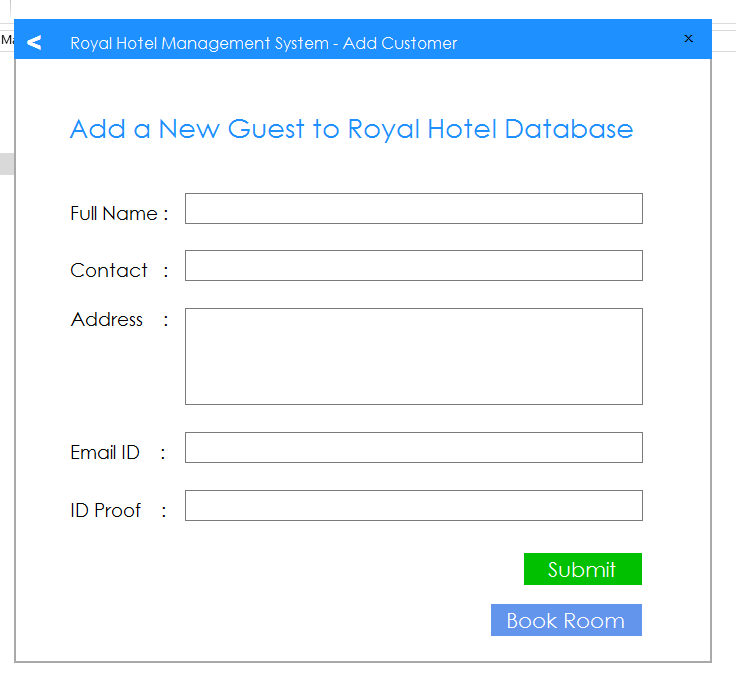 Ma
< Royal Hotel Management System - Add Customer ×
Add a New Guest to Royal Hotel Database
Full Name :
Contact :
Address :
Email ID :
ID Proof :
Submit
Book Room